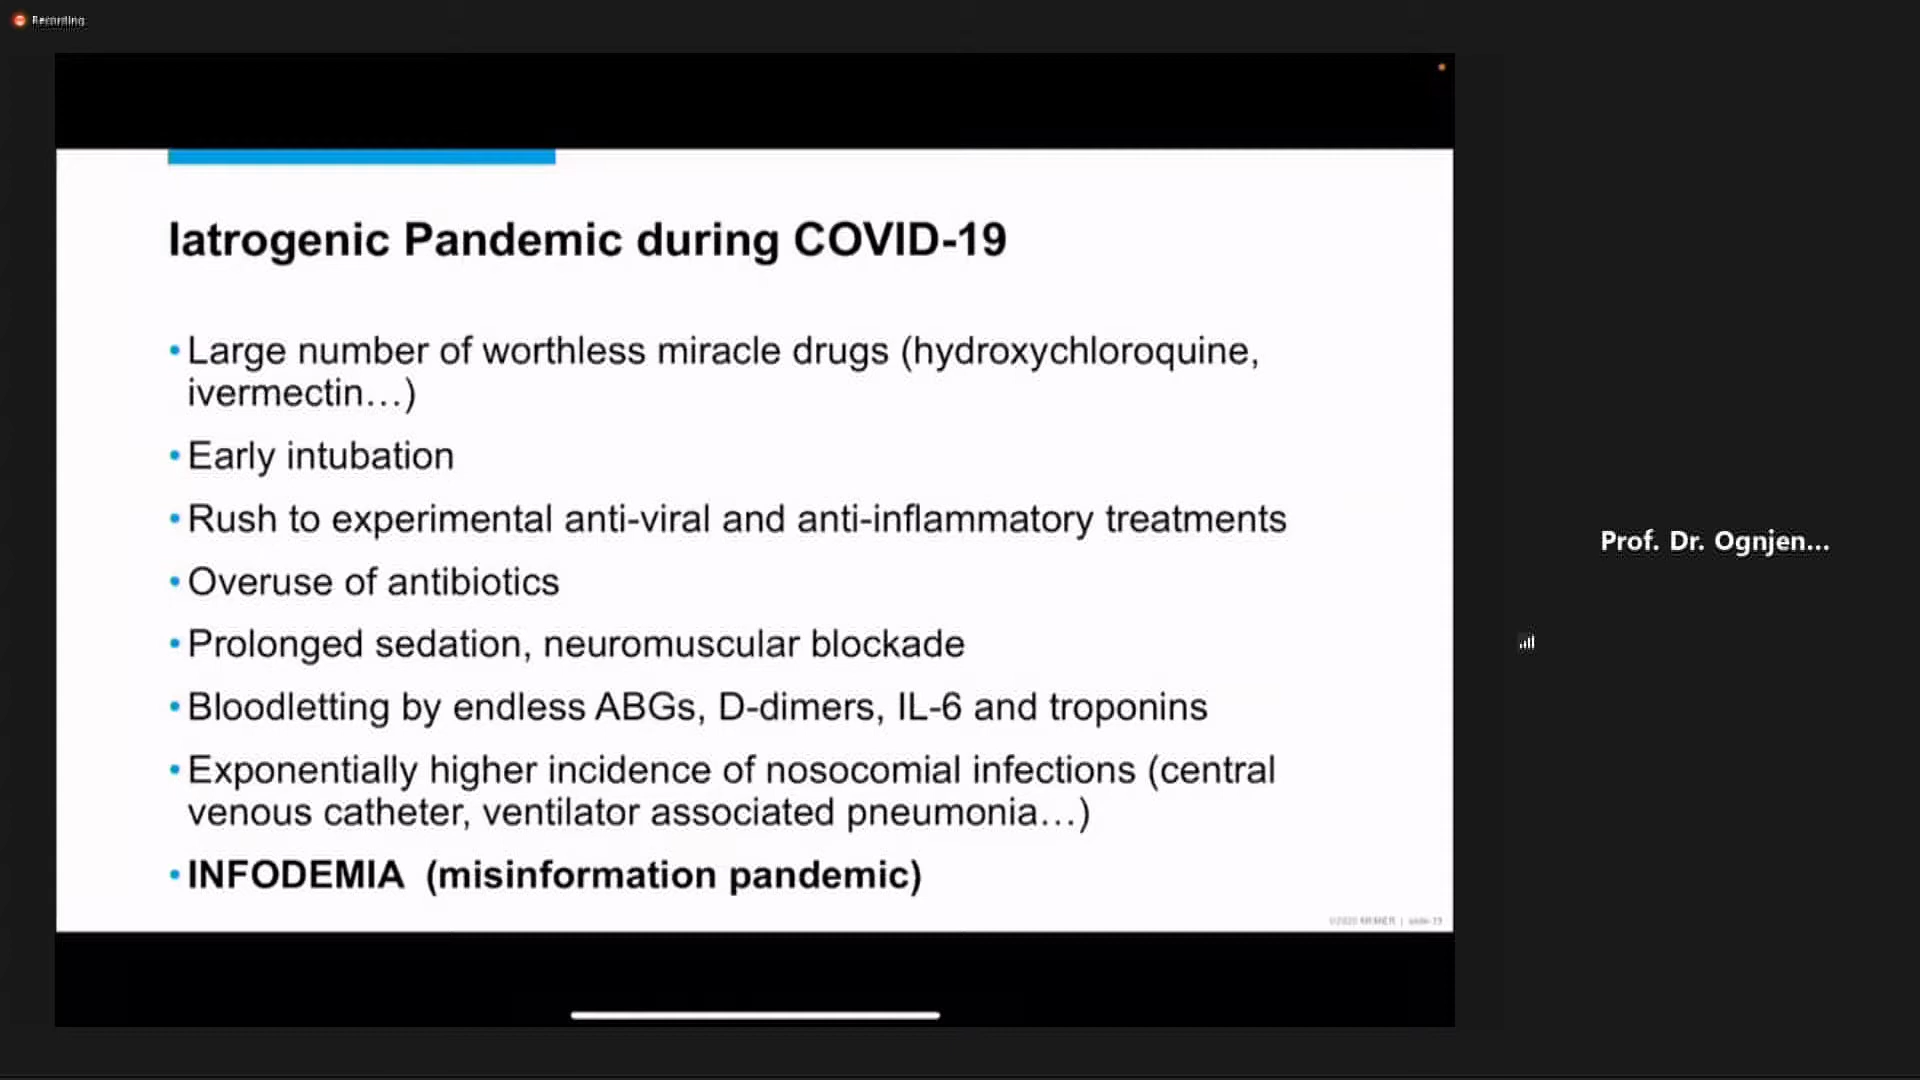 Recording
Iatrogenic Pandemic during COVID-19
•Large number of worthless miracle drugs (hydroxychloroquine,
ivermectin…)
•Early intubation
•Rush to experimental anti-viral and anti-inflammatory treatments
•Overuse of antibiotics
•Prolonged sedation, neuromuscular blockade
•Bloodletting by endless ABGs, D-dimers, IL-6 and troponins
•Exponentially higher incidence of nosocomial infections (central
venous catheter, ventilator associated pneumonia…)
•INFODEMIA (misinformation pandemic)
Prof. Dr. Ognjen...